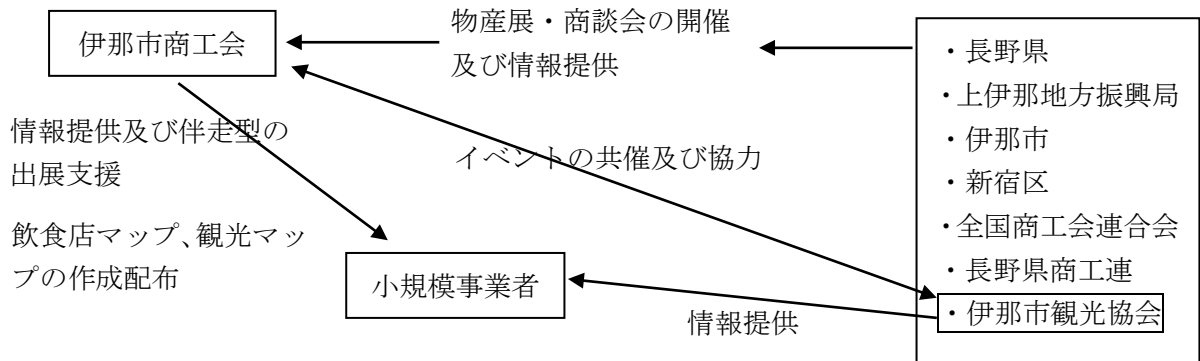 伊那市商工会
物産展・商談会の開催
及び情報提供
・長野県
・上伊那地方振興局
・伊那市
・新宿区
・全国商工会連合会
・長野県商工連
・伊那市観光協会
情報提供及び伴走型の
出展支援
イベントの共催及び協力
飲食店マップ、観光マッ
プの作成配布
小規模事業者
情報提供